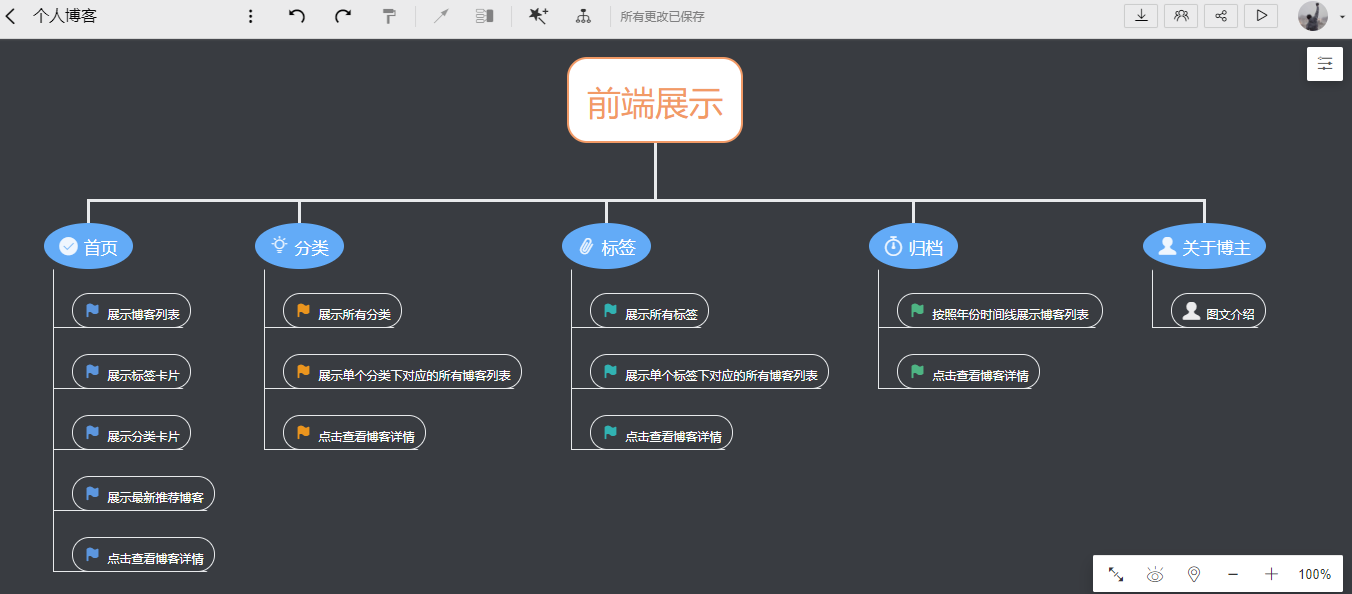 个人博客
所有更改已保存
前端展示
首页
展示博客列表
展示标签卡片
展示分类卡片
展示最新推荐博客
点击查看博客详情
分类
展示所有分类
展示单个分类下对应的所有博客列表
点击查看博客详情
标签
展示所有标签
展示单个标签下对应的所有博客列表
点击查看博客详情
归档
按照年份时间线展示博客列表
点击查看博客详情
关于博主
图文介绍
100%